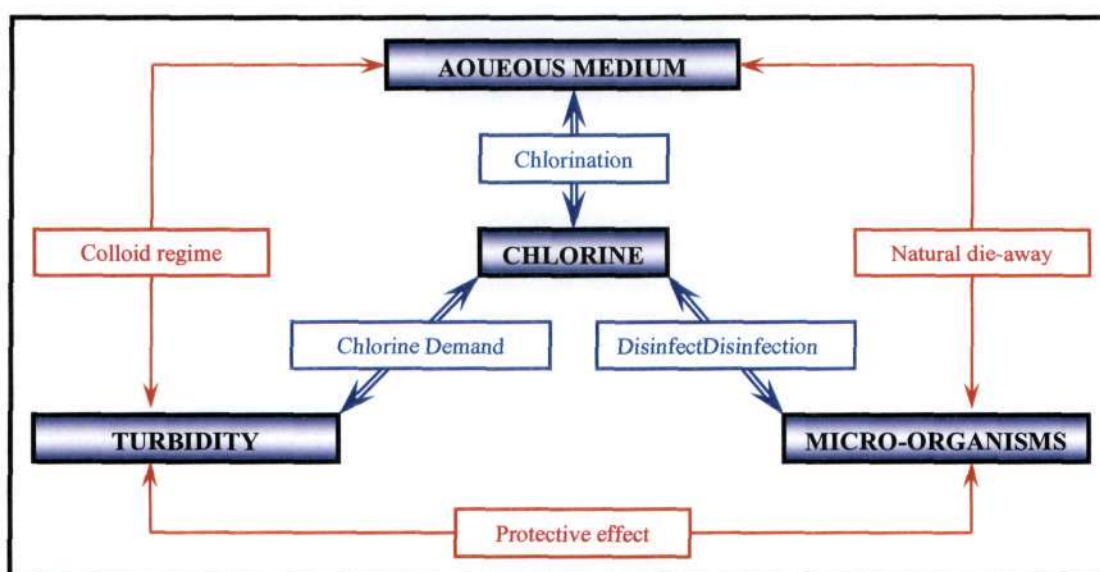 AOUEOUS MEDIUM
Chlorination
Colloid regime
CHLORINE
Natural die-away
Chlorine Demand
DisinfectDisinfection
TURBIDITY
MICRO-ORGANISMS
Protective effect